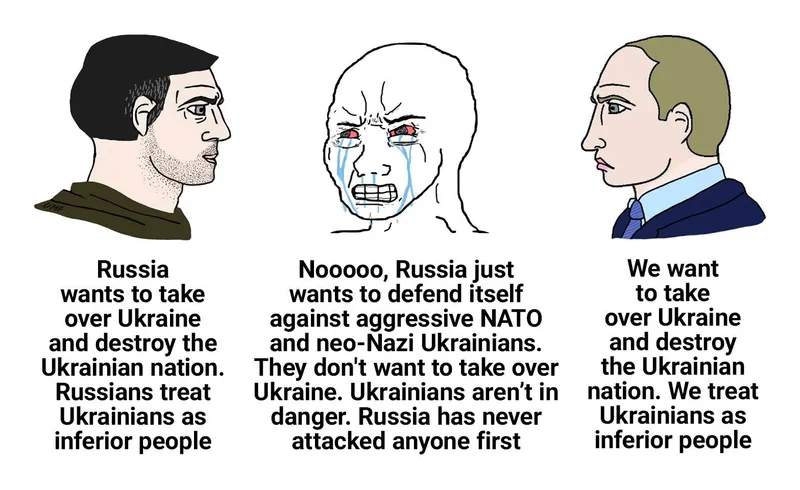 Russia
wants to take
over Ukraine
and destroy the
Ukrainian nation.
Russians treat
Ukrainians as
inferior people
Nooooo, Russia just
wants to defend itself
against aggressive NATO
and neo-Nazi Ukrainians.
They don't want to take over
Ukraine. Ukrainians aren’t in
danger. Russia has never
attacked anyone first
We want
to take
over Ukraine
and destroy
the Ukrainian
nation. We treat
Ukrainians as
inferior people